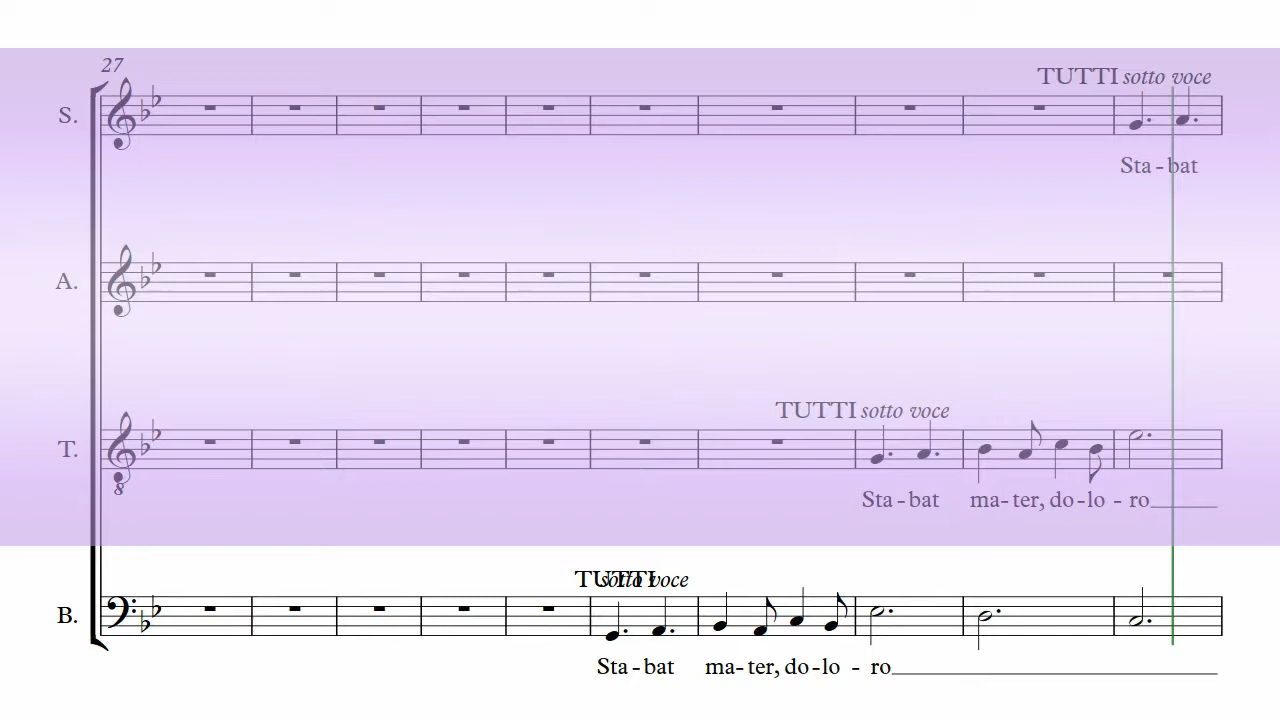 27
TUTTI sotto voce
S.
Sta - bat
A.
TUTTI sotto voce
T.
8
Sta - bat ma - ter, do - lo - ro
TUTTI sotto voce
B.
Sta - bat ma - ter, do - lo - ro